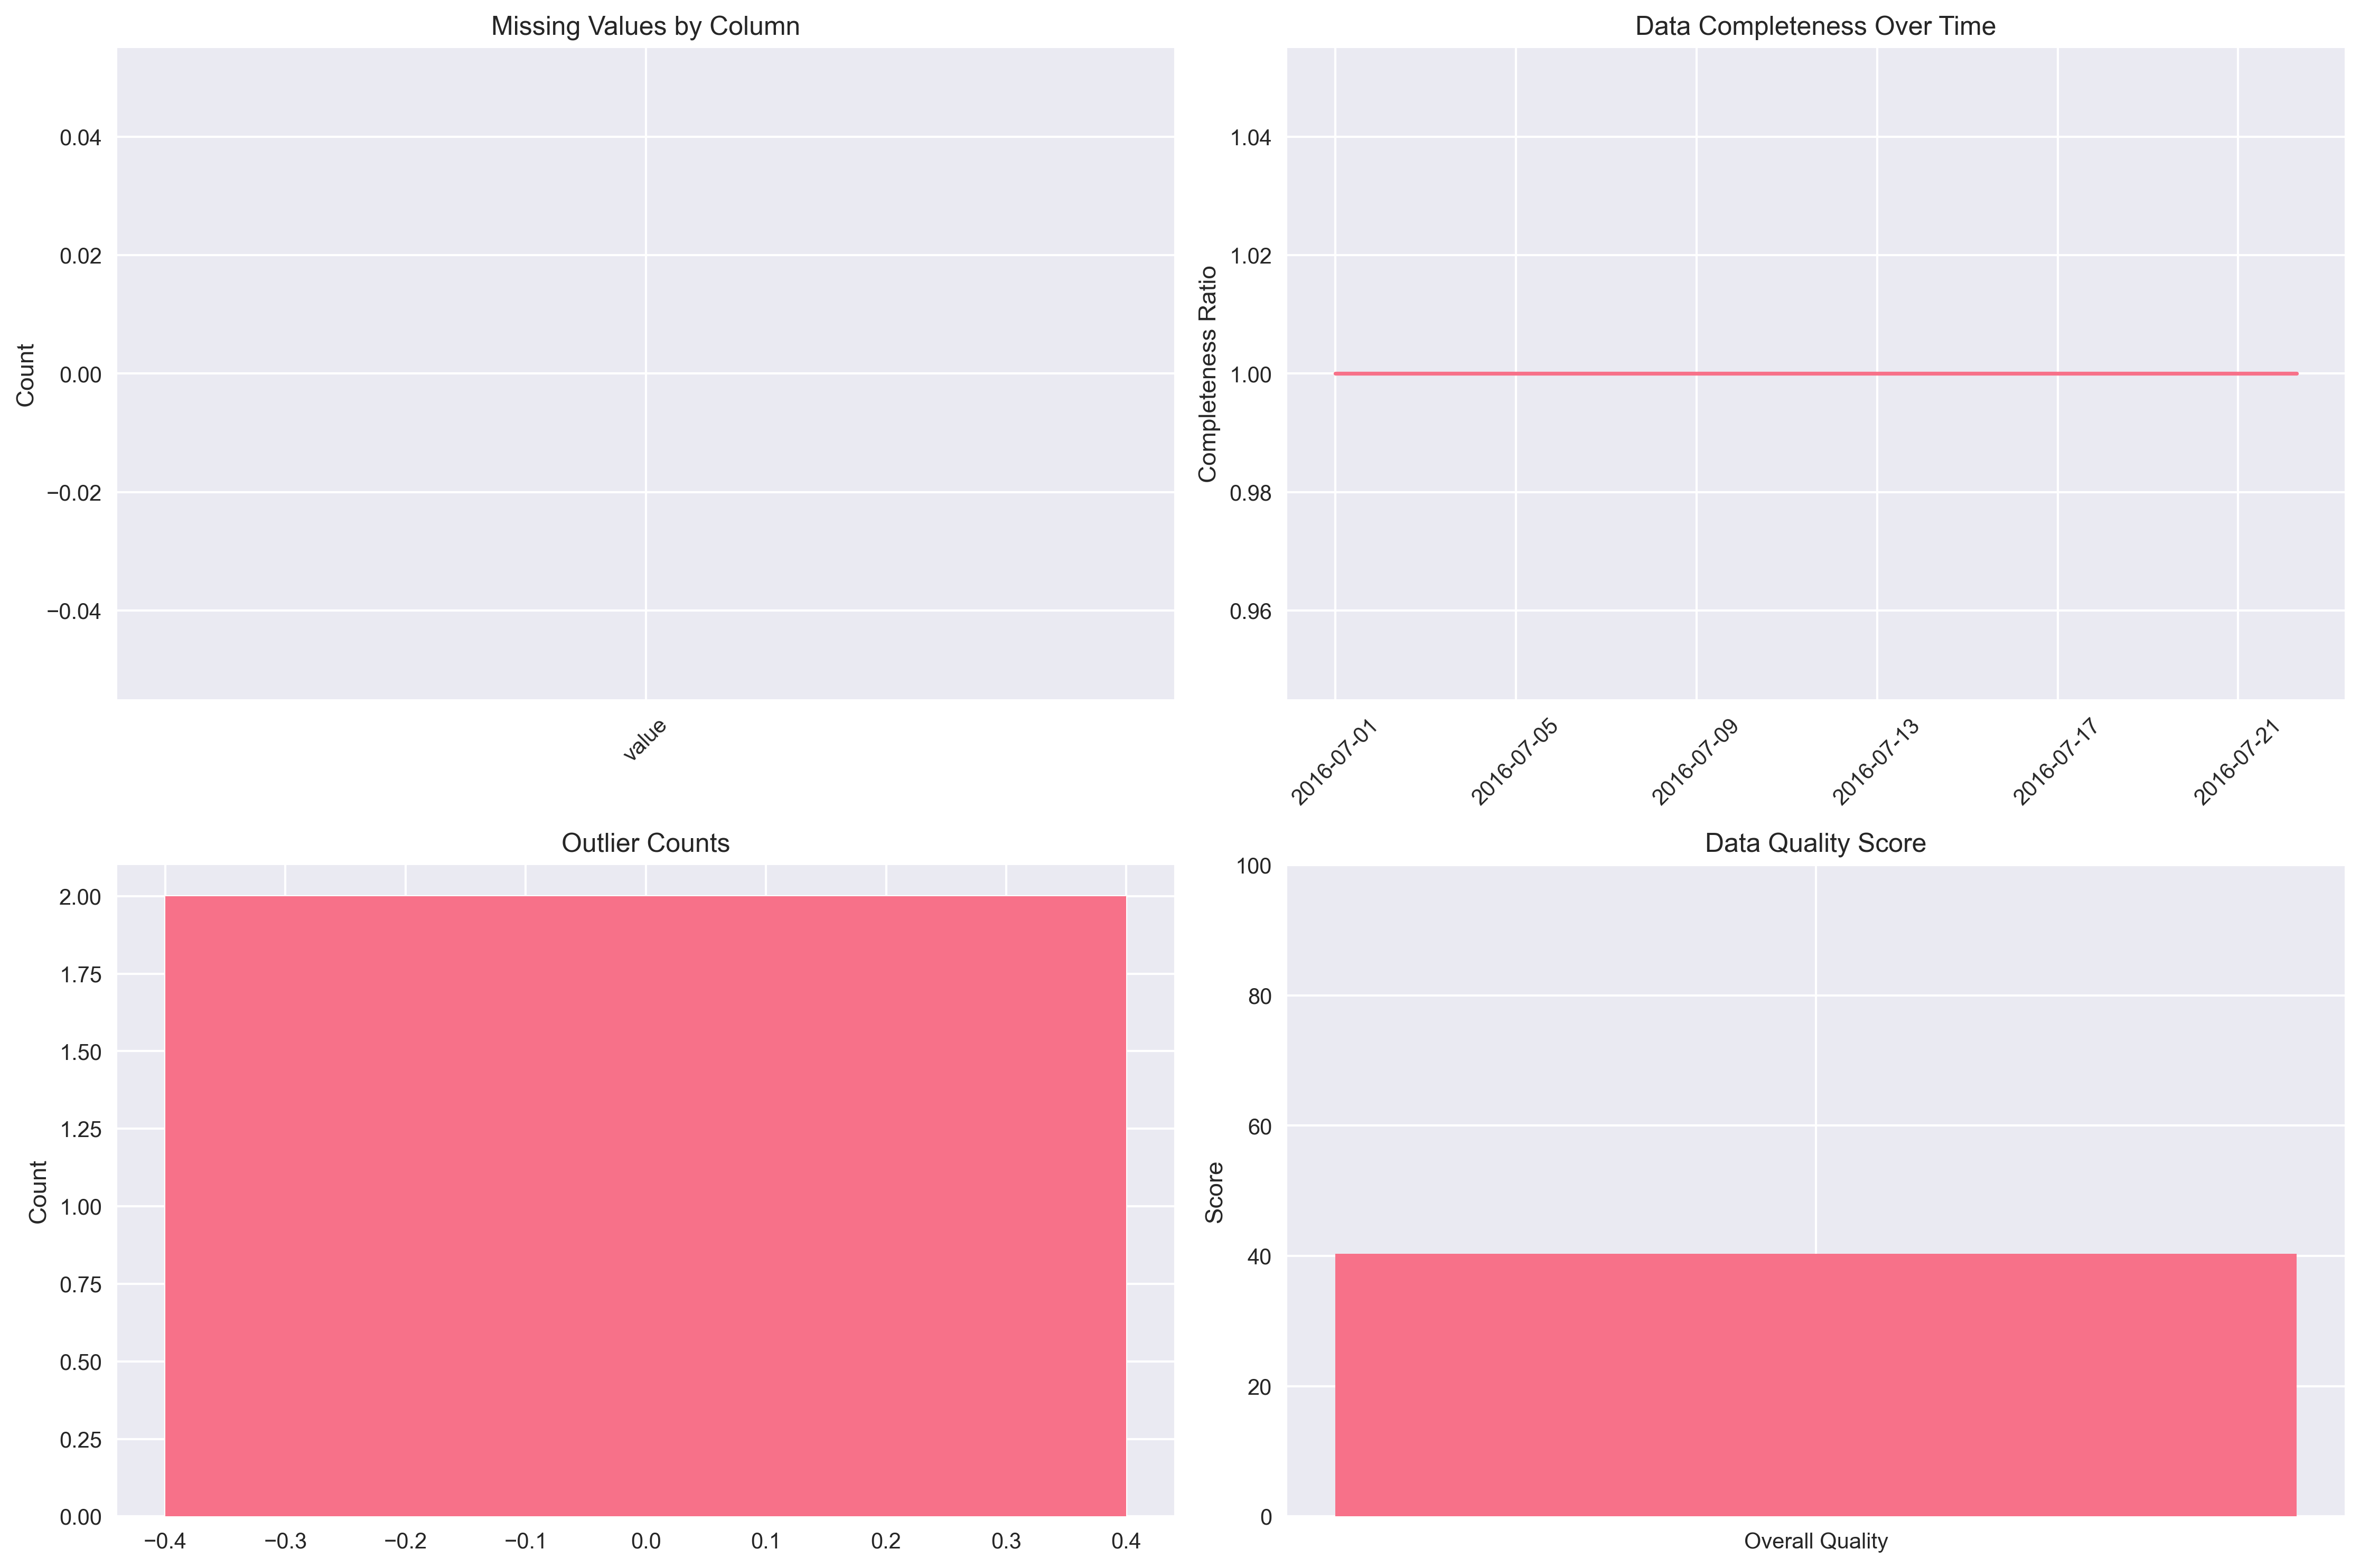 Missing Values by Column
Count
0.04
0.02
0.00
−0.02
−0.04
value
Data Completeness Over Time
Completeness Ratio
1.04
1.02
1.00
0.98
0.96
2016-07-01
2016-07-05
2016-07-09
2016-07-13
2016-07-17
2016-07-21
Outlier Counts
Count
2.00
1.75
1.50
1.25
1.00
0.75
0.50
0.25
0.00
−0.4 −0.3 −0.2 −0.1 0.0 0.1 0.2 0.3 0.4
Data Quality Score
Score
100
80
60
40
20
0
Overall Quality